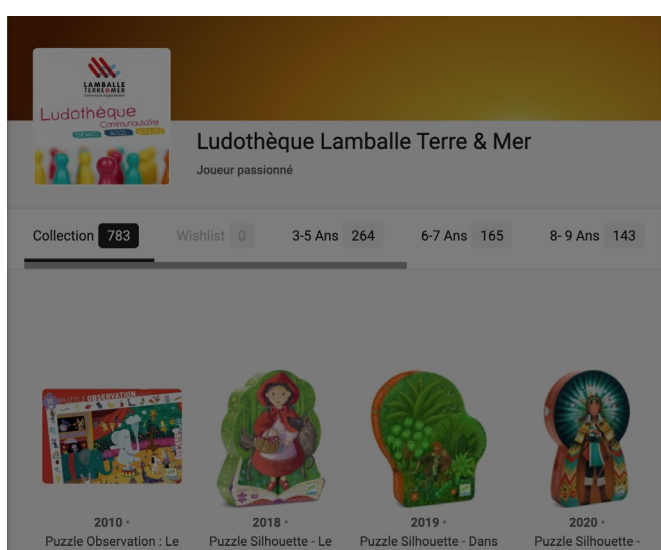 LAMBALLE
TERRE&MER
Ludothèque
Communautaire
Ludothèque Lamballe Terre & Mer
Joueur passionné
Collection 783
Wishlist 0
3-5 Ans 264
6-7 Ans 165
8- 9 Ans 143
PUZZLE OBSERVATION
2010 ·
Puzzle Observation : Le
2018 ·
Puzzle Silhouette - Le
2019 ·
Puzzle Silhouette - Dans
2020 ·
Puzzle Silhouette -